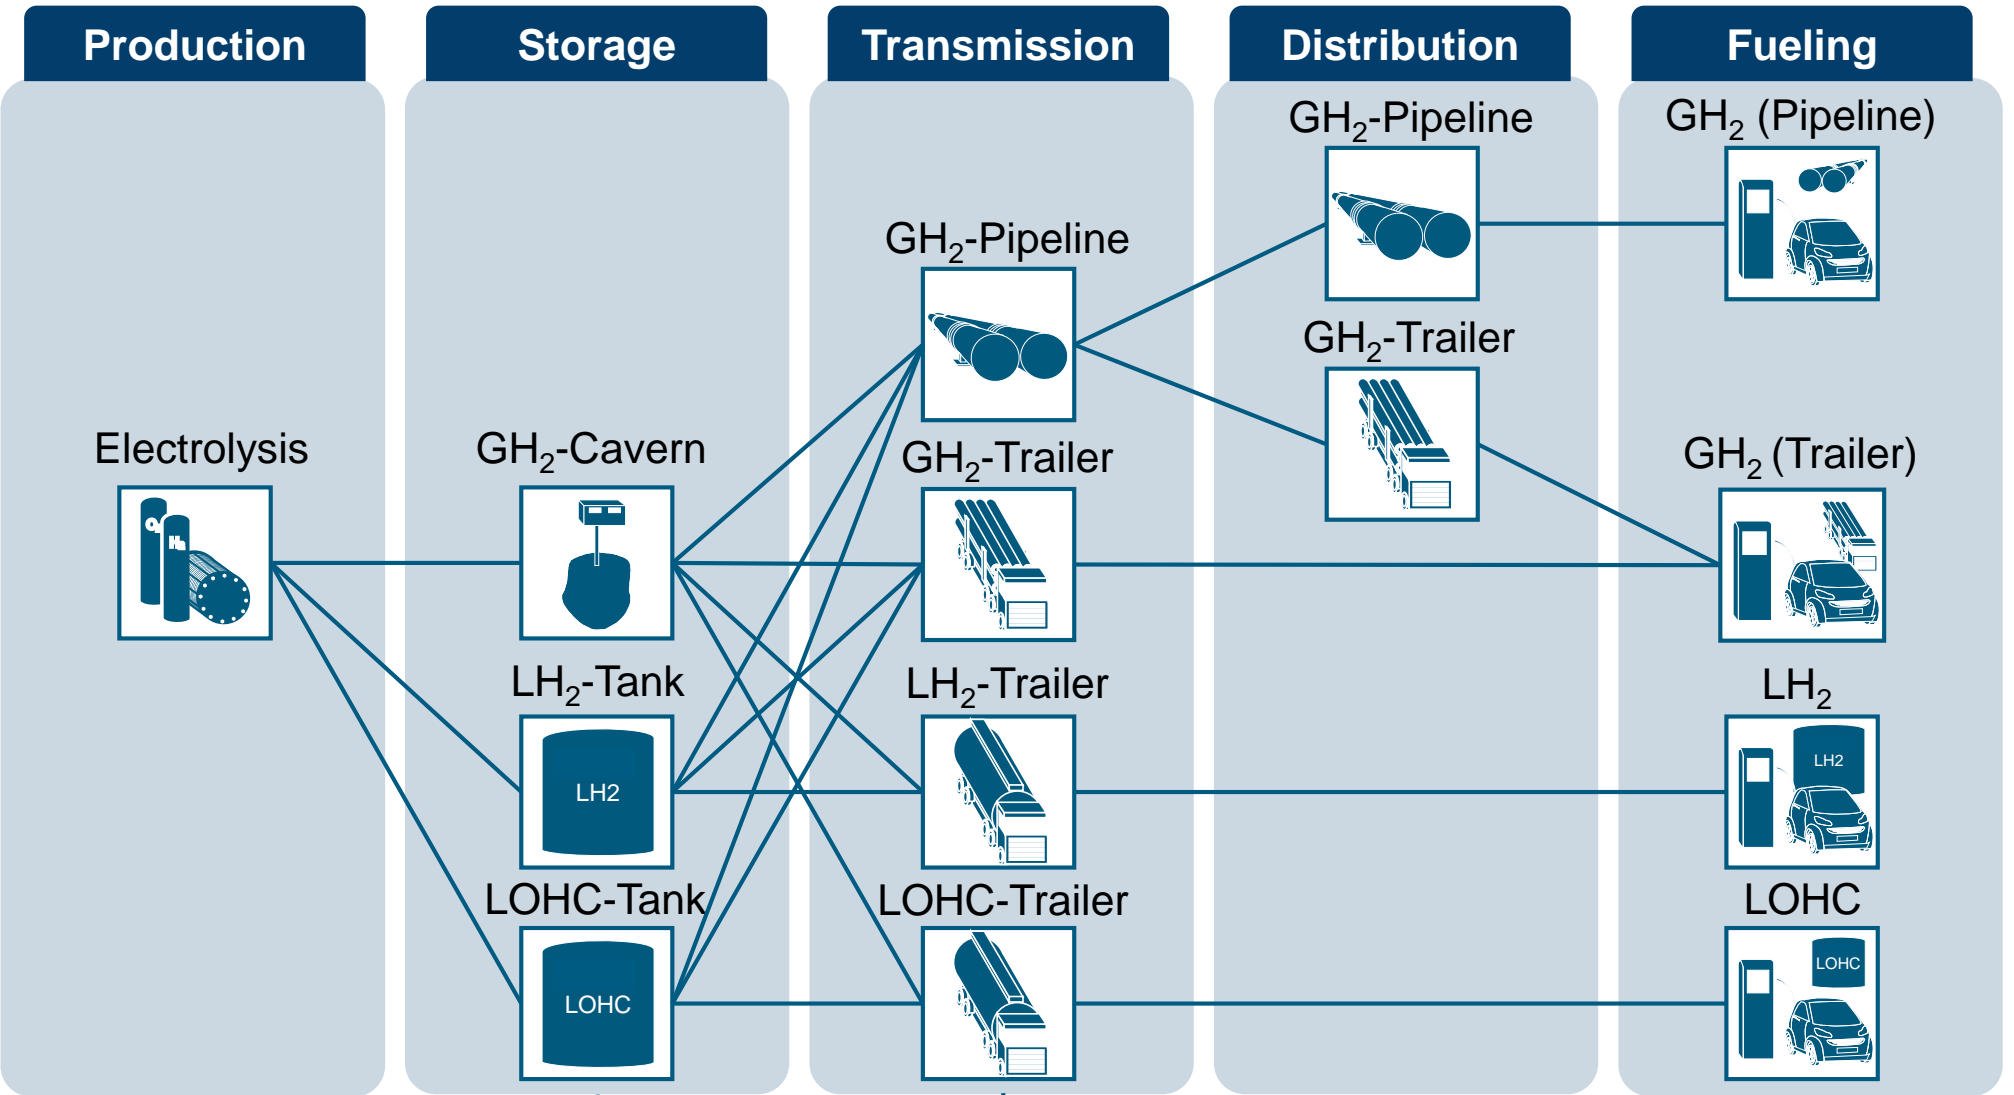 Production
Storage
Transmission
Distribution
Fueling
GH₂-Pipeline
GH₂ (Pipeline)
GH₂-Pipeline
GH₂-Trailer
Electrolysis
GH₂-Cavern
GH₂-Trailer
GH₂ (Trailer)
H₂
LH₂-Tank
LH₂-Trailer
LH₂
LH2
LH2
LOHC-Tank
LOHC-Trailer
LOHC
LOHC
LOHC